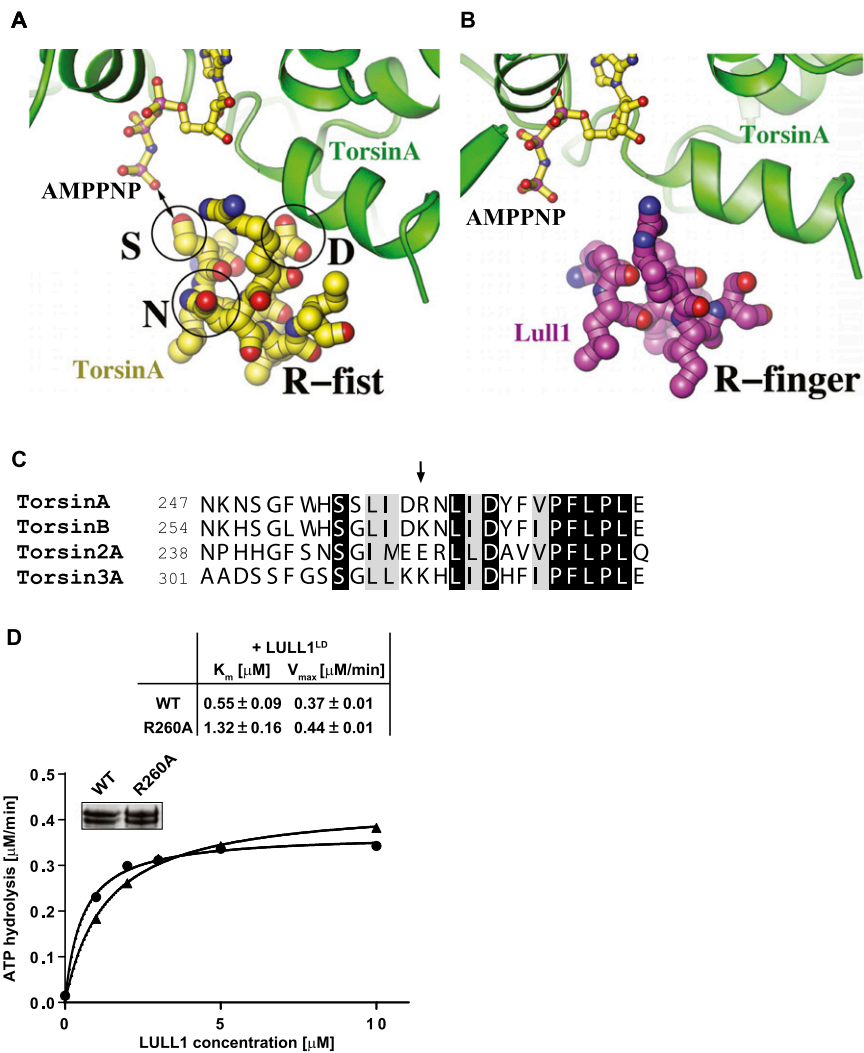 A
B
TorsinA
TorsinA
AMPPNP
AMPPNP
S
D
N
Lull1
TorsinA
R-fist
R-finger
C
TorsinA 247 NKNSGFWHSSLIDRNLIDYFVPFLPLE
TorsinB 254 NKHSGLWHSGLIDKNLIDYFIPFLPLE
Torsin2A 238 NPHHGFSNSGIMEERLLDAVVPFLPLQ
Torsin3A 301 AADSSFGSSGLLKKHLIDHFIPFLPLE
D
+ LULL1LD
Km [µM] Vmax [µM/min]
WT 0.55 ± 0.09 0.37 ± 0.01
R260A 1.32 ± 0.16 0.44 ± 0.01
WT R260A
0.5
0.4
0.3
0.2
0.1
0.0
ATP hydrolysis [µM/min]
0 5 10
LULL1 concentration [µM]